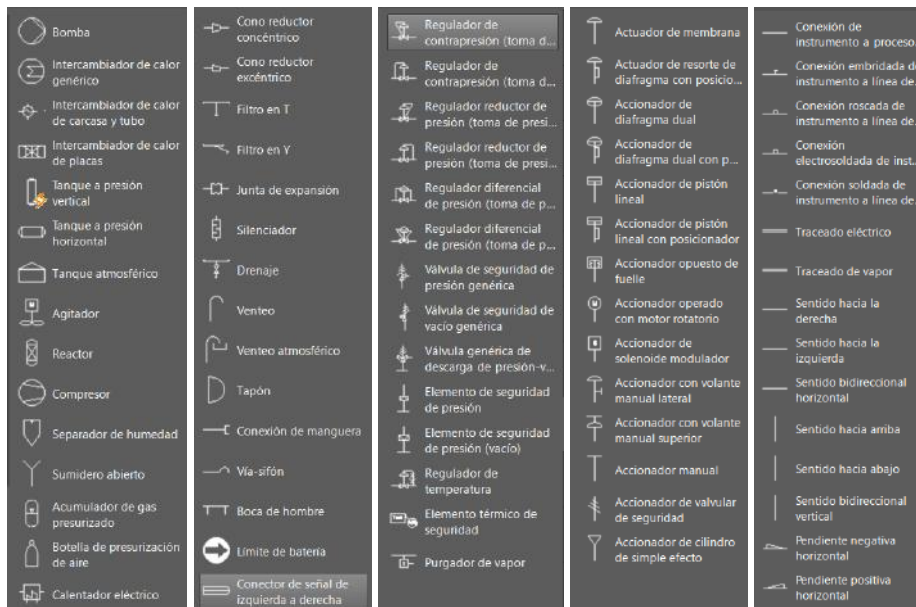 Bomba
Intercambiador de calor
genérico
Intercambiador de calor
de carcasa y tubo
Intercambiador de calor
de placas
Tanque a presión
vertical
Tanque a presión
horizontal
Tanque atmosférico
Agitador
Reactor
Compresor
Separador de humedad
Sumidero abierto
Acumulador de gas
presurizado
Botella de presurización
de aire
Calentador eléctrico
Cono reductor
concéntrico
Cono reductor
excéntrico
Filtro en T
Filtro en Y
Junta de expansión
Silenciador
Drenaje
Venteo
Venteo atmosférico
Tapón
Conexión de manguera
Vía-sifón
Boca de hombre
Límite de batería
Conector de señal de
izquierda a derecha
Regulador de
contrapresión (toma d...
Regulador de
contrapresión (toma d...
Regulador reductor de
presión (toma de presi...
Regulador reductor de
presión (toma de presi...
Regulador diferencial
de presión (toma de p...
Regulador diferencial
de presión (toma de p...
Válvula de seguridad de
presión genérica
Válvula de seguridad de
vacío genérica
Válvula genérica de
descarga de presión-v...
Elemento de seguridad
de presión
Elemento de seguridad
de presión (vacío)
Regulador de
temperatura
Elemento térmico de
seguridad
Purgador de vapor
Actuador de membrana
Actuador de resorte de
diafragma con posicio...
Accionador de
diafragma dual
Accionador de
diafragma dual con p...
Accionador de pistón
lineal
Accionador de pistón
lineal con posicionador
Accionador opuesto de
fuelle
Accionador operado
con motor rotatorio
Accionador de
solenoide modulador
Accionador con volante
manual lateral
Accionador con volante
manual superior
Accionador manual
Accionador de valvular
de seguridad
Accionador de cilindro
de simple efecto
Conexión de
instrumento a proceso
Conexión embridada de
instrumento a línea de...
Conexión roscada de
instrumento a línea de...
Conexión
electrosoldada de inst...
Conexión soldada de
instrumento a línea de...
Traceado eléctrico
Traceado de vapor
Sentido hacia la
derecha
Sentido hacia la
izquierda
Sentido bidireccional
horizontal
Sentido hacia arriba
Sentido hacia abajo
Sentido bidireccional
vertical
Pendiente negativa
horizontal
Pendiente positiva
horizontal